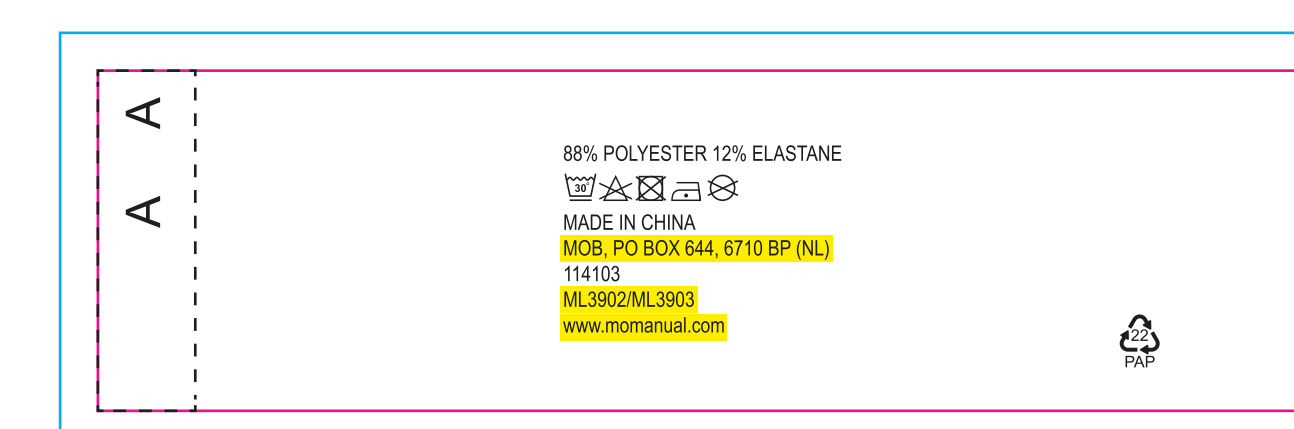 A
A
88% POLYESTER 12% ELASTANE
30°
MADE IN CHINA
MOB, PO BOX 644, 6710 BP (NL)
114103
ML3902/ML3903
www.momanual.com
22
PAP